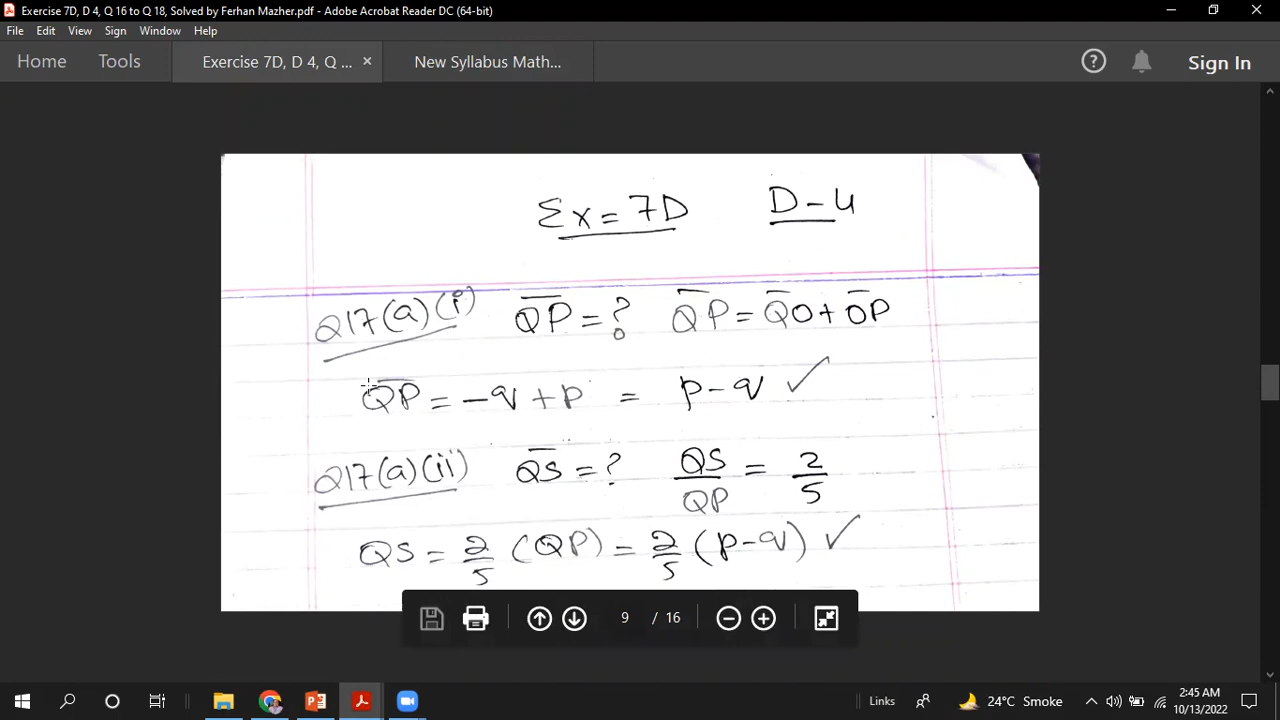 Exercise 7D, D 4, Q 16 to Q 18, Solved by Ferhan Mazher.pdf - Adobe Acrobat Reader DC (64-bit)
File Edit View Sign Window Help
Home Tools Exercise 7D, D 4, Q ... × New Syllabus Math... Sign In
Ex = 7D D-4
Q17(a)(i) QP = ? QP = QO + OP
QP = -q + p = p - q ✓
Q17(a)(ii) QS = ? QS/QP = 2/5
QS = 2/5 (QP) = 2/5 (p - q) ✓
9 / 16
Links 24°C Smoke 2:45 AM
10/13/2022